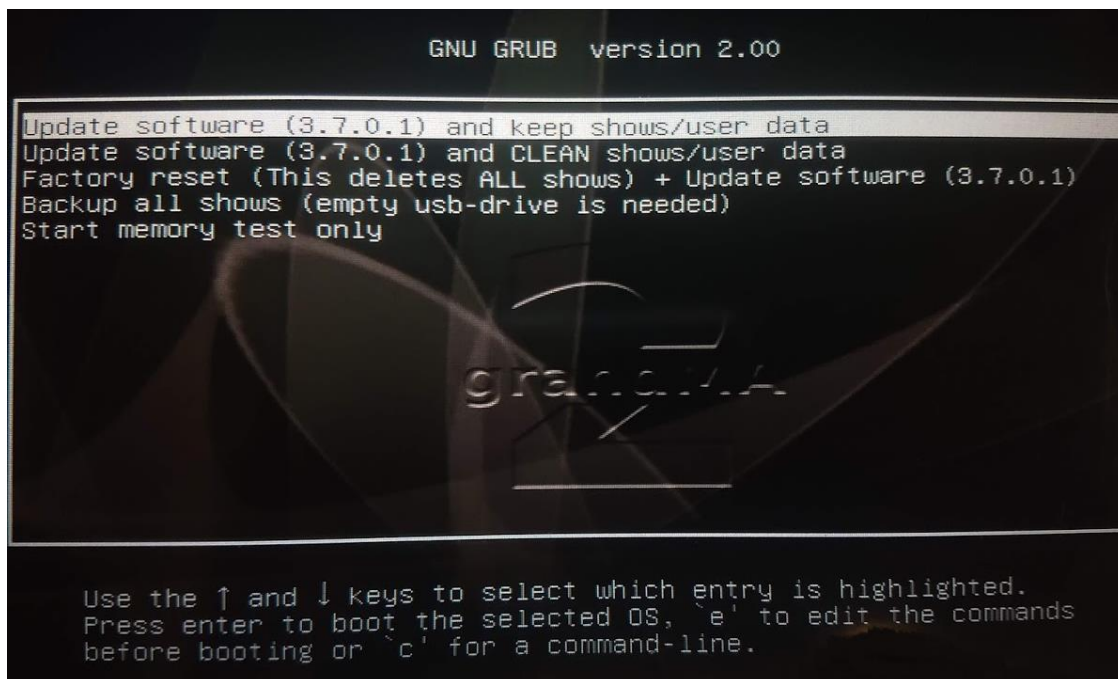 GNU GRUB version 2.00
Update software (3.7.0.1) and keep shows/user data
Update software (3.7.0.1) and CLEAN shows/user data
Factory reset (This deletes ALL shows) + Update software (3.7.0.1)
Backup all shows (empty usb-drive is needed)
Start memory test only
grandMA
2
Use the ↑ and ↓ keys to select which entry is highlighted.
Press enter to boot the selected OS, `e' to edit the commands
before booting or `c' for a command-line.